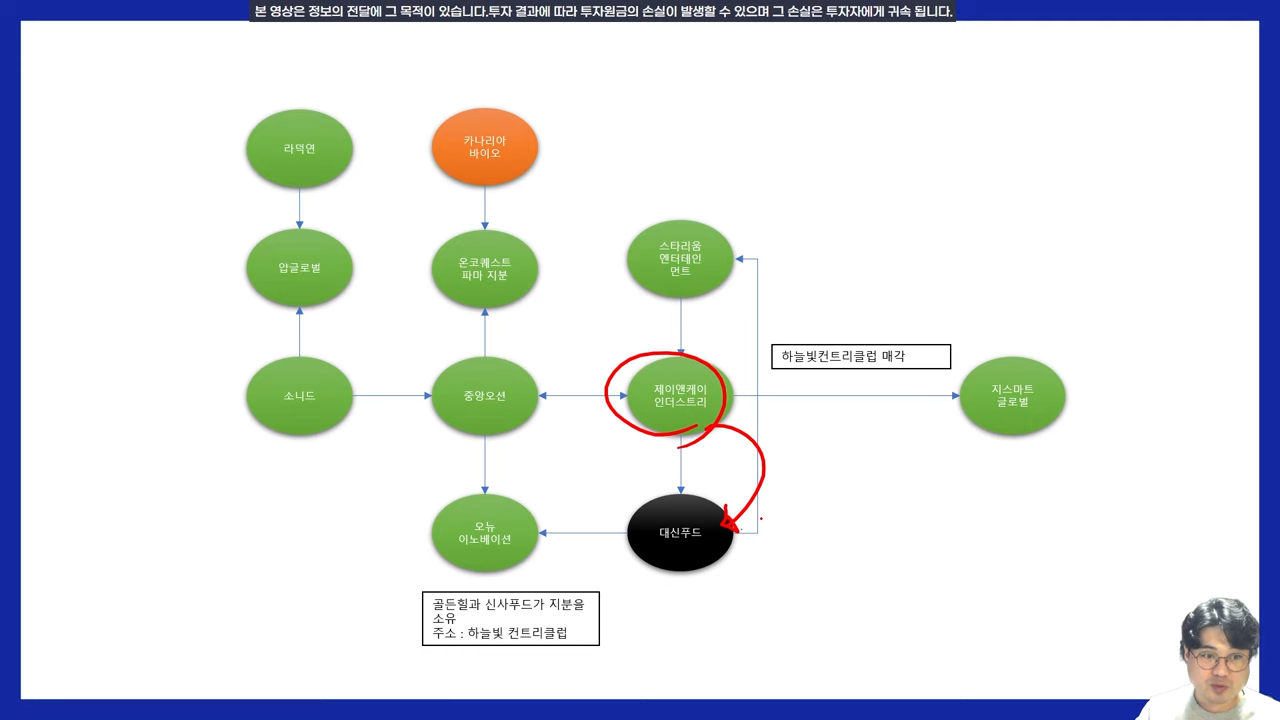 본 영상은 정보의 전달에 그 목적이 있습니다.투자 결과에 따라 투자원금의 손실이 발생할 수 있으며 그 손실은 투자자에게 귀속 됩니다.
라덕연
카나리아
바이오
스타리움
엔터테인
먼트
얍글로벌
온코퀘스트
파마 지분
하늘빛컨트리클럽 매각
소니드
중앙오션
제이앤케이
인더스트리
지스마트
글로벌
오뉴
이노베이션
대신푸드
골든힐과 신사푸드가 지분을
소유
주소 : 하늘빛 컨트리클럽